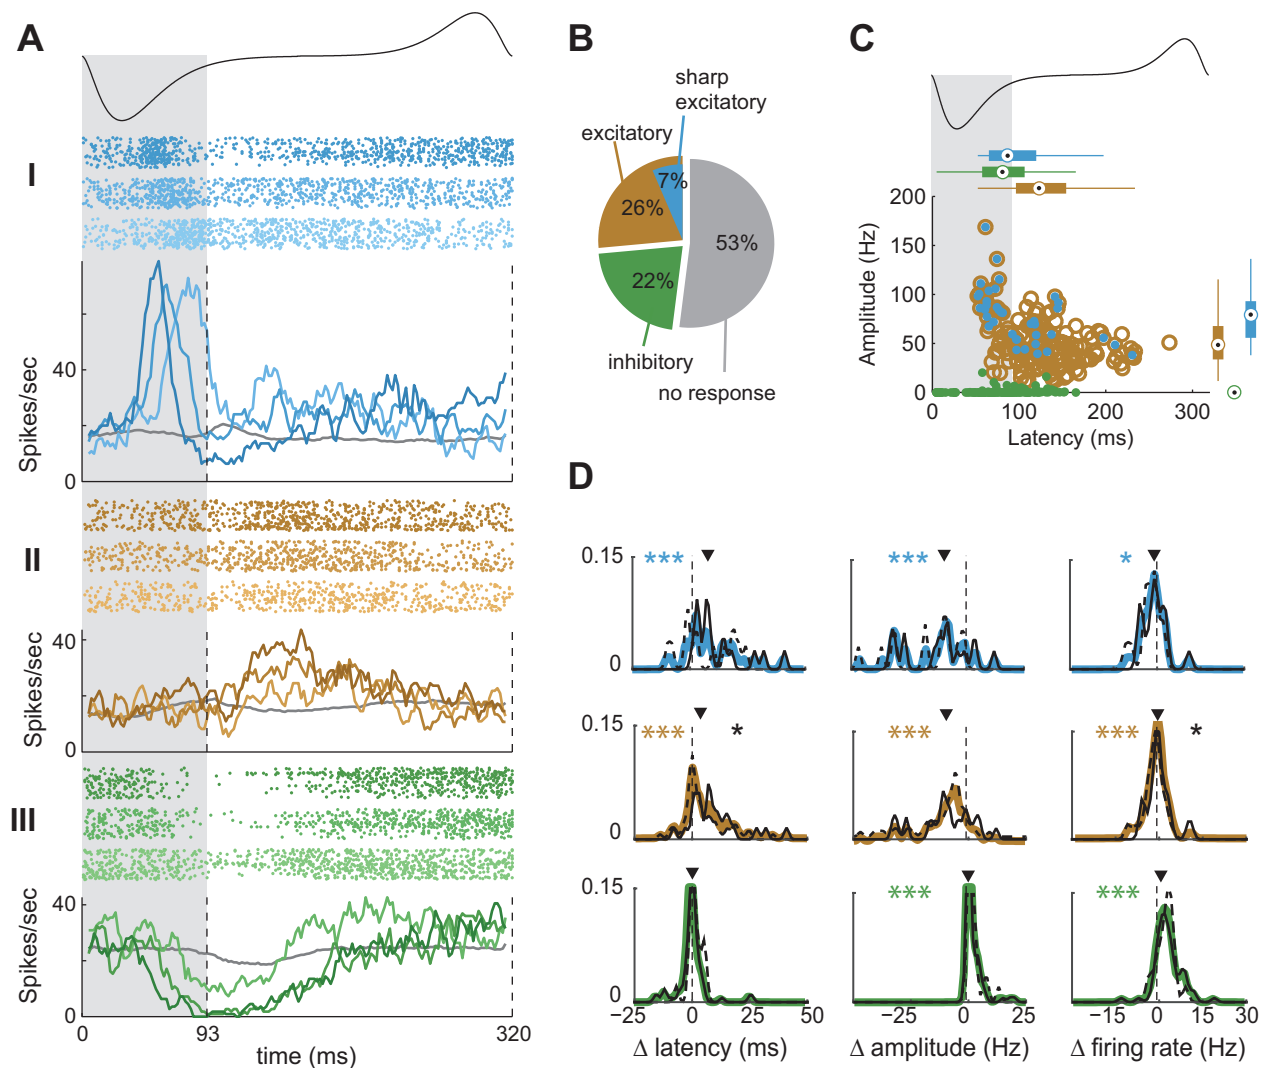 A
I
40
Spikes/sec
0
II
40
Spikes/sec
0
III
40
Spikes/sec
0
0 93 320
time (ms)
B
sharp
excitatory
excitatory
7%
26%
53%
22%
inhibitory
no response
C
200
150
100
50
0
Amplitude (Hz)
0 100 200 300
Latency (ms)
D
0.15 *** *** *
0
0.15 *** * *** *** *
0
0.15 *** ***
0
−25 0 50 −25 0 25 −25 0 30
Δ latency (ms) Δ amplitude (Hz) Δ firing rate (Hz)